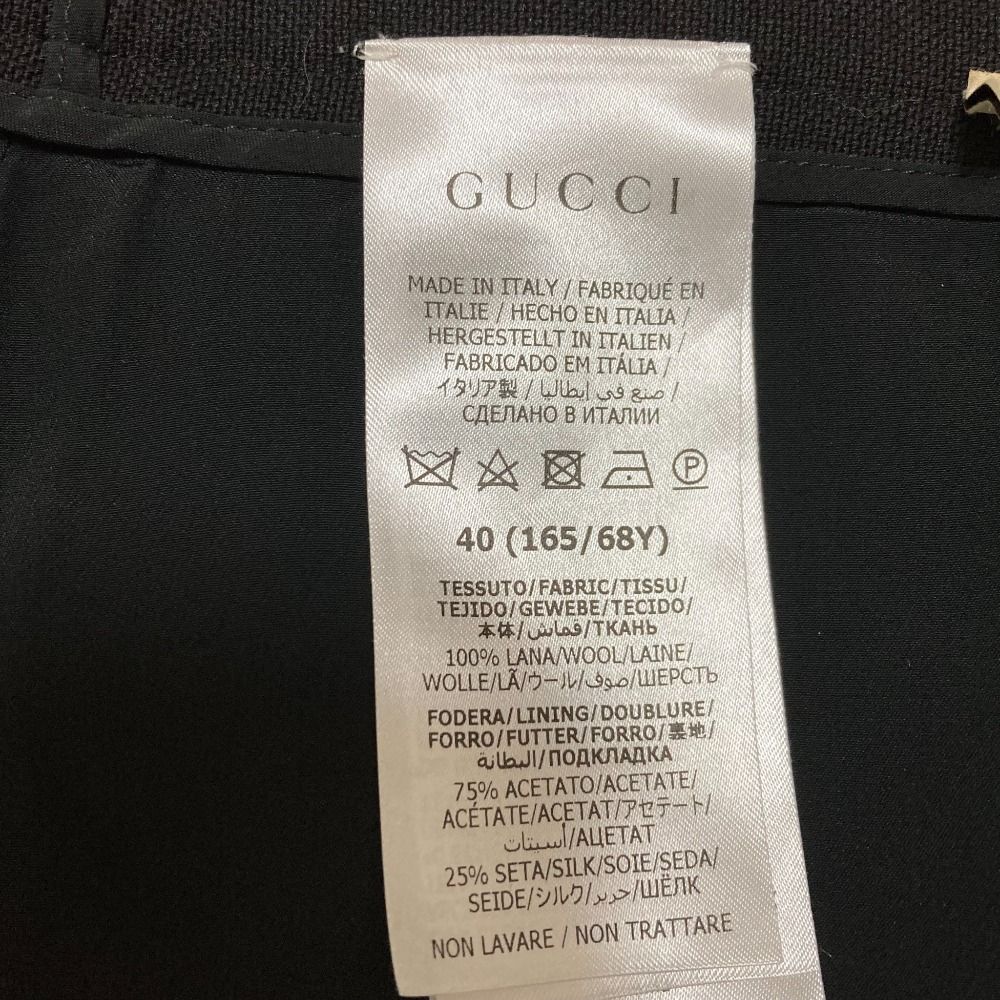 GUCCI
MADE IN ITALY / FABRIQUÉ EN
ITALIE / HECHO EN ITALIA /
HERGESTELLT IN ITALIEN /
FABRICADO EM ITÁLIA /
イタリア製 / صنع في إيطاليا /
СДЕЛАНО В ИТАЛИИ
P
40 (165/68Y)
TESSUTO/FABRIC/TISSU/
TEJIDO/GEWEBE/TECIDO/
本体/قماش/ТКАНЬ
100% LANA/WOOL/LAINE/
WOLLE/LÃ/ウール/صوف/ШЕРСТЬ
FODERA/LINING/DOUBLURE/
FORRO/FUTTER/FORRO/裏地/
البطانة/ПОДКЛАДКА
75% ACETATO/ACETATE/
ACÉTATE/ACETAT/アセテート/
أسيتات/АЦЕТАТ
25% SETA/SILK/SOIE/SEDA/
SEIDE/シルク/حرير/ШЁЛК
NON LAVARE / NON TRATTARE